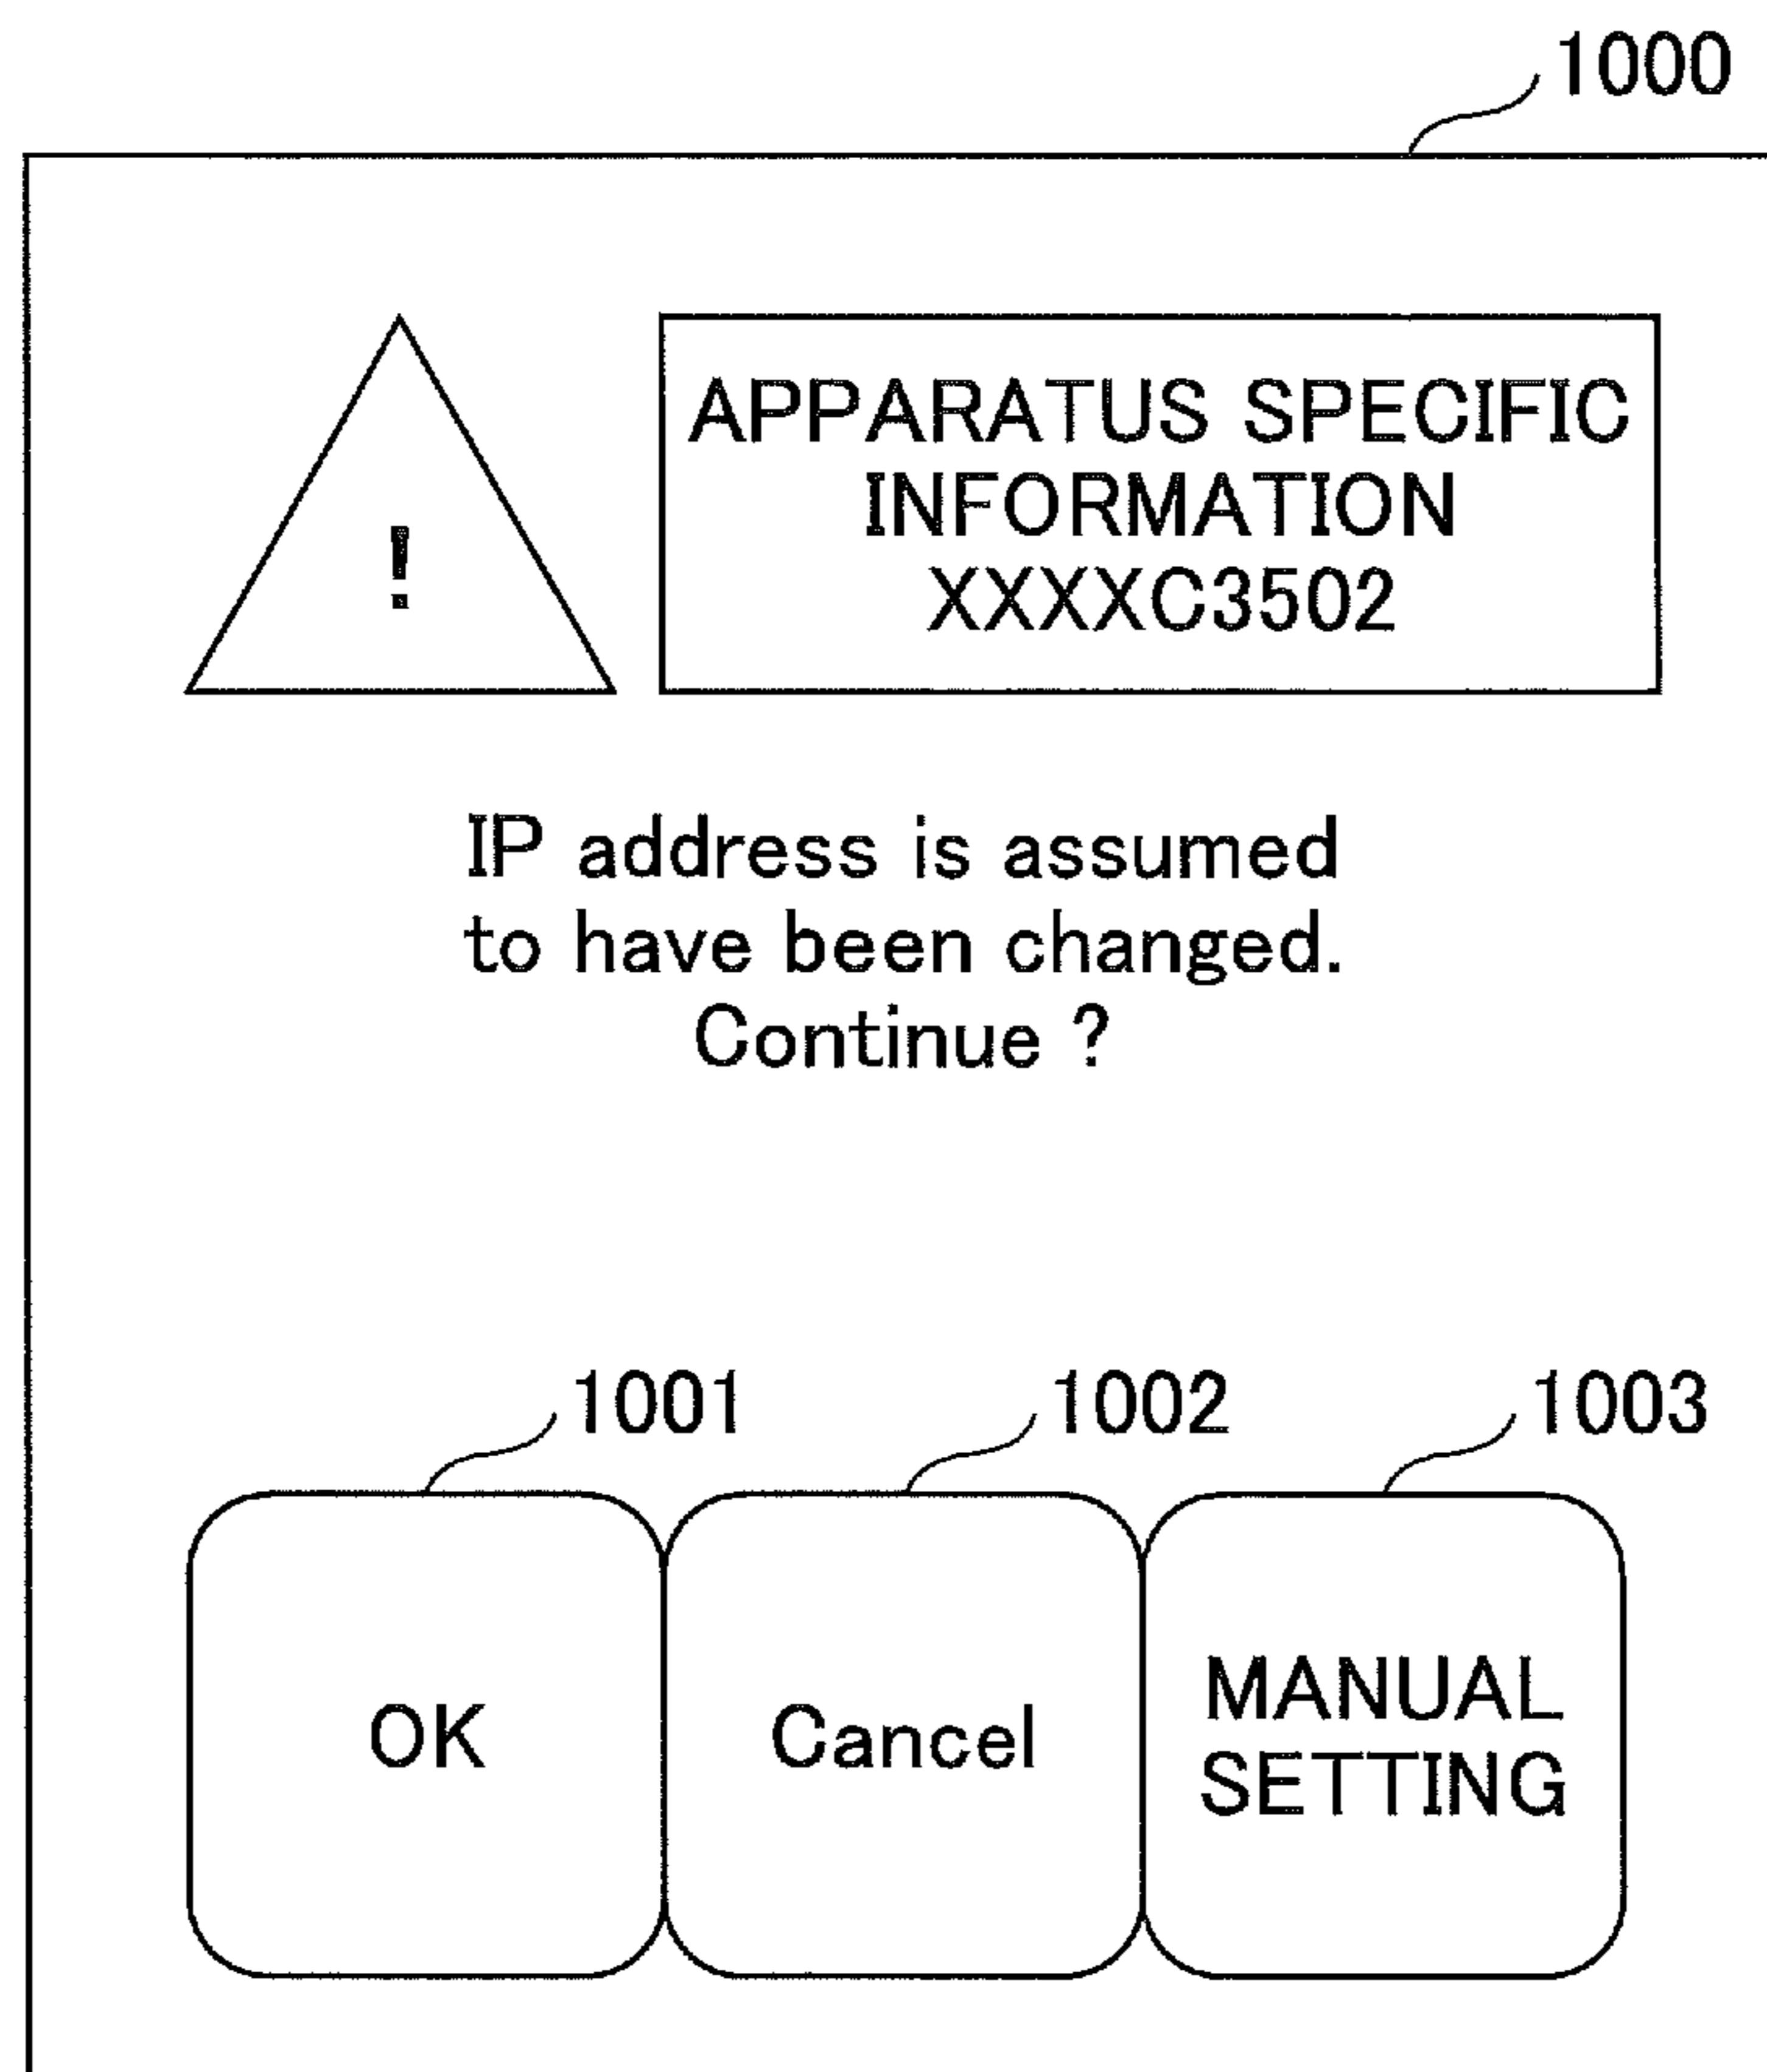 1000
!
APPARATUS SPECIFIC
INFORMATION
XXXXC3502
IP address is assumed
to have been changed.
Continue ?
1001
1002
1003
OK
Cancel
MANUAL
SETTING